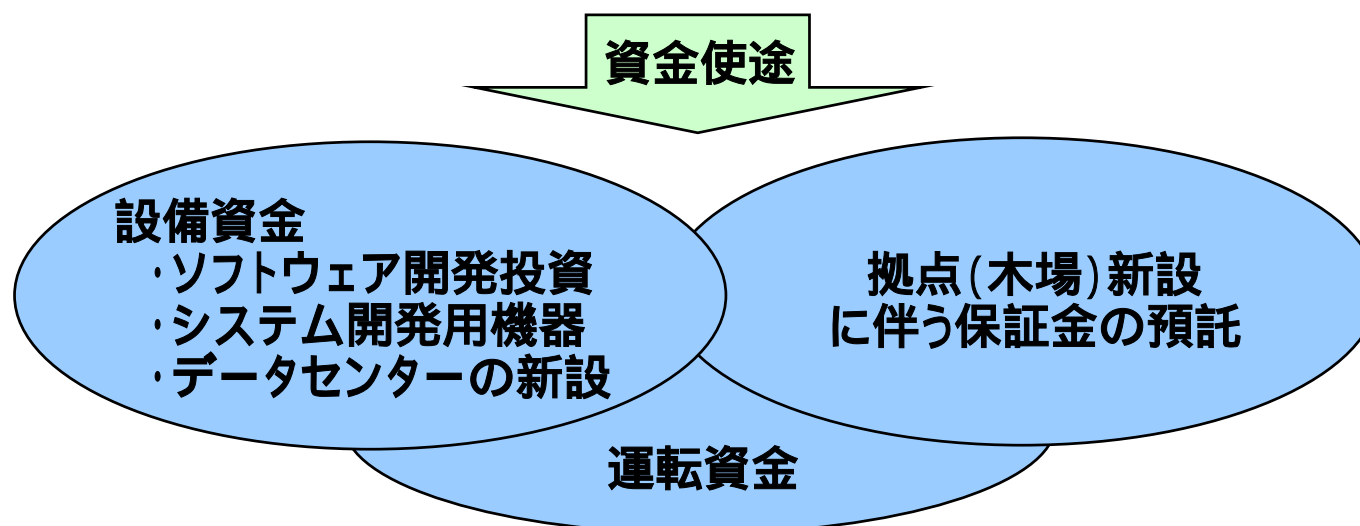 資金使途
設備資金
・ソフトウェア開発投資
・システム開発用機器
・データセンターの新設
拠点(木場)新設
に伴う保証金の預託
運転資金